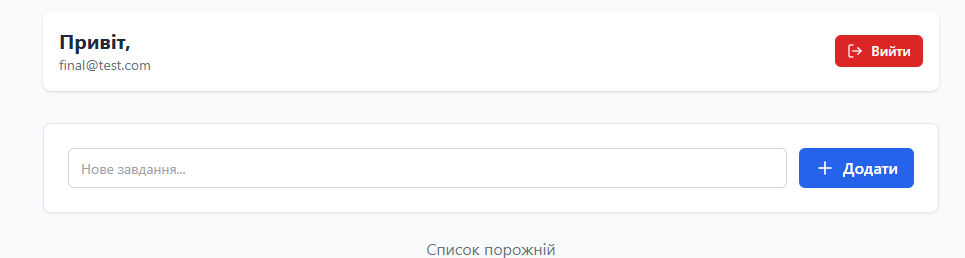 Привіт,
final@test.com
Вийти
Нове завдання...
Додати
Список порожній